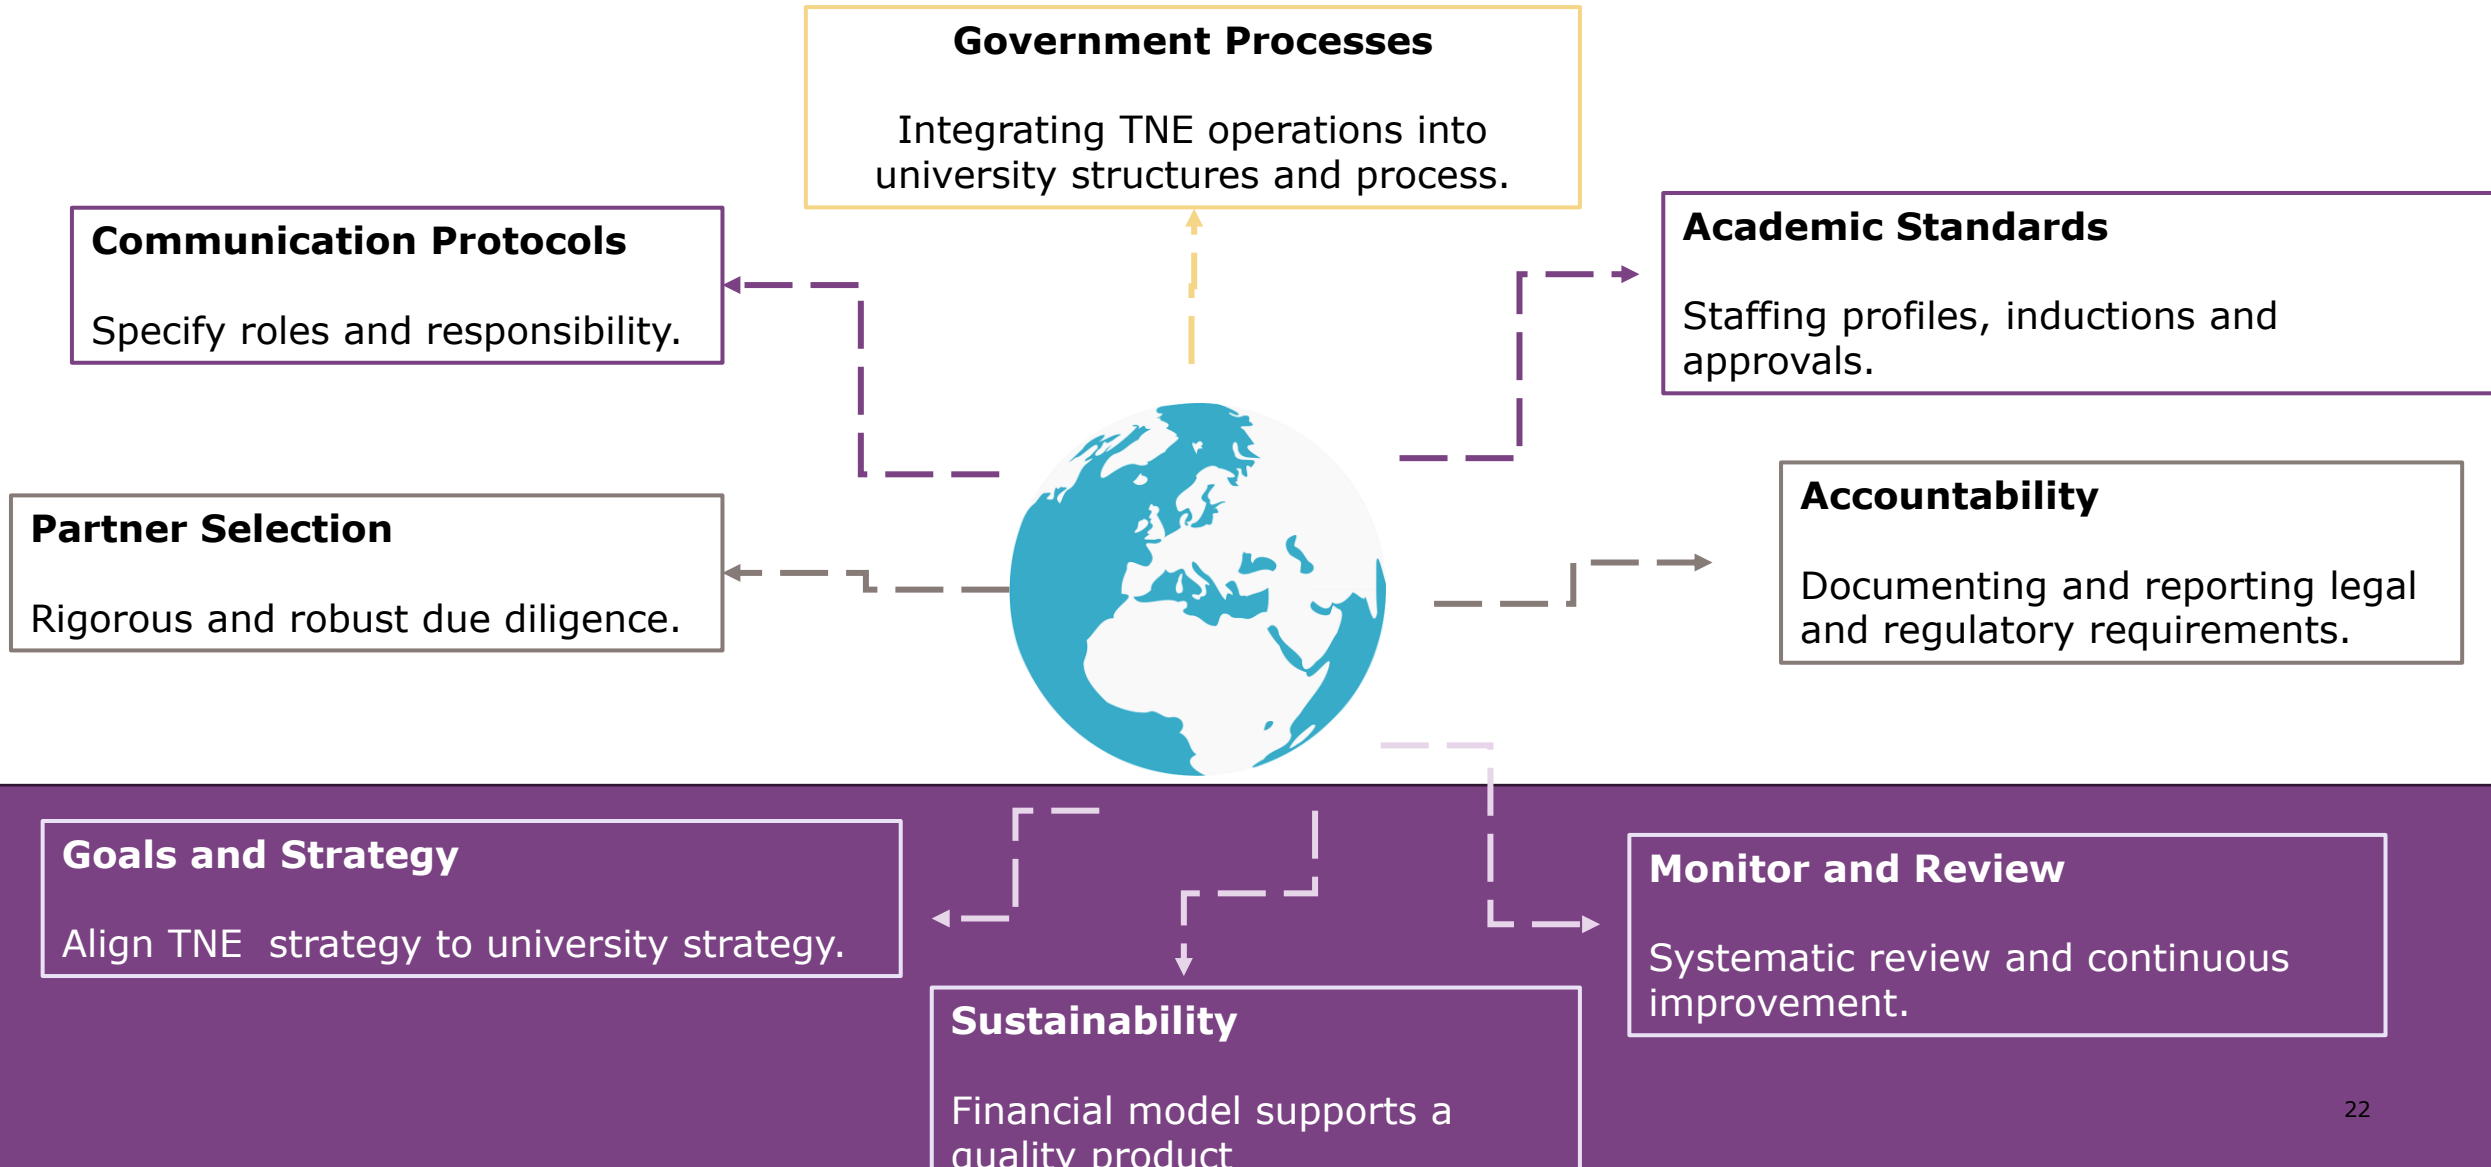 Government Processes
Integrating TNE operations into
university structures and process.
Communication Protocols
Specify roles and responsibility.
Academic Standards
Staffing profiles, inductions and
approvals.
Partner Selection
Rigorous and robust due diligence.
Accountability
Documenting and reporting legal
and regulatory requirements.
Goals and Strategy
Align TNE  strategy to university strategy.
Monitor and Review
Systematic review and continuous
improvement.
Sustainability
Financial model supports a
quality product
22